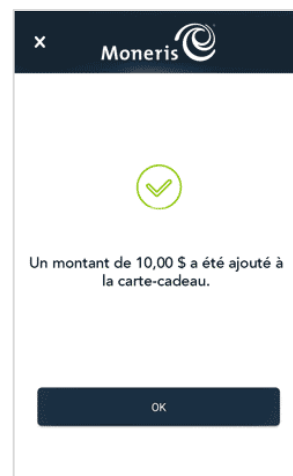 ×
Moneris
Un montant de 10,00 $ a été ajouté à
la carte-cadeau.
OK